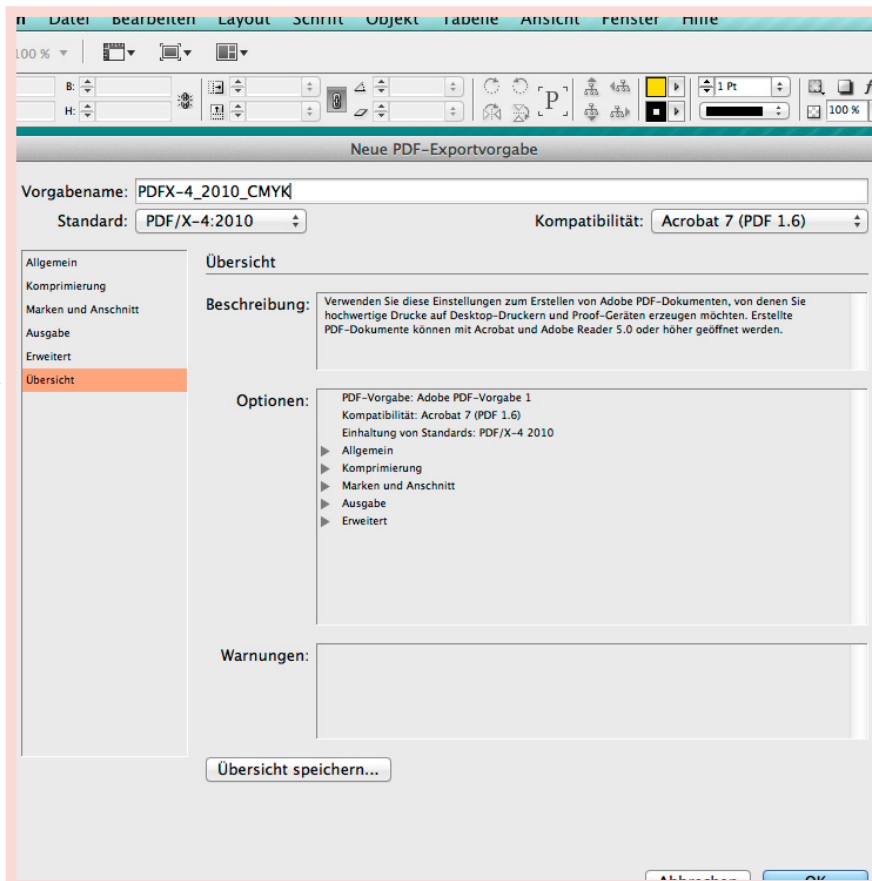 n Datei Bearbeiten Layout Schrift Objekt Tabelle Ansicht Fenster Hilfe
100 %
B: 1 Pt
H: P 100 %
Neue PDF-Exportvorgabe
Vorgabename: PDFX-4_2010_CMYK
Standard: PDF/X-4:2010 Kompatibilität: Acrobat 7 (PDF 1.6)
Allgemein
Komprimierung
Marken und Anschnitt
Ausgabe
Erweitert
Übersicht
Übersicht
Beschreibung: Verwenden Sie diese Einstellungen zum Erstellen von Adobe PDF-Dokumenten, von denen Sie
hochwertige Drucke auf Desktop-Druckern und Proof-Geräten erzeugen möchten. Erstellte
PDF-Dokumente können mit Acrobat und Adobe Reader 5.0 oder höher geöffnet werden.
Optionen: PDF-Vorgabe: Adobe PDF-Vorgabe 1
Kompatibilität: Acrobat 7 (PDF 1.6)
Einhaltung von Standards: PDF/X-4 2010
Allgemein
Komprimierung
Marken und Anschnitt
Ausgabe
Erweitert
Warnungen:
Übersicht speichern...
Abbrechen OK